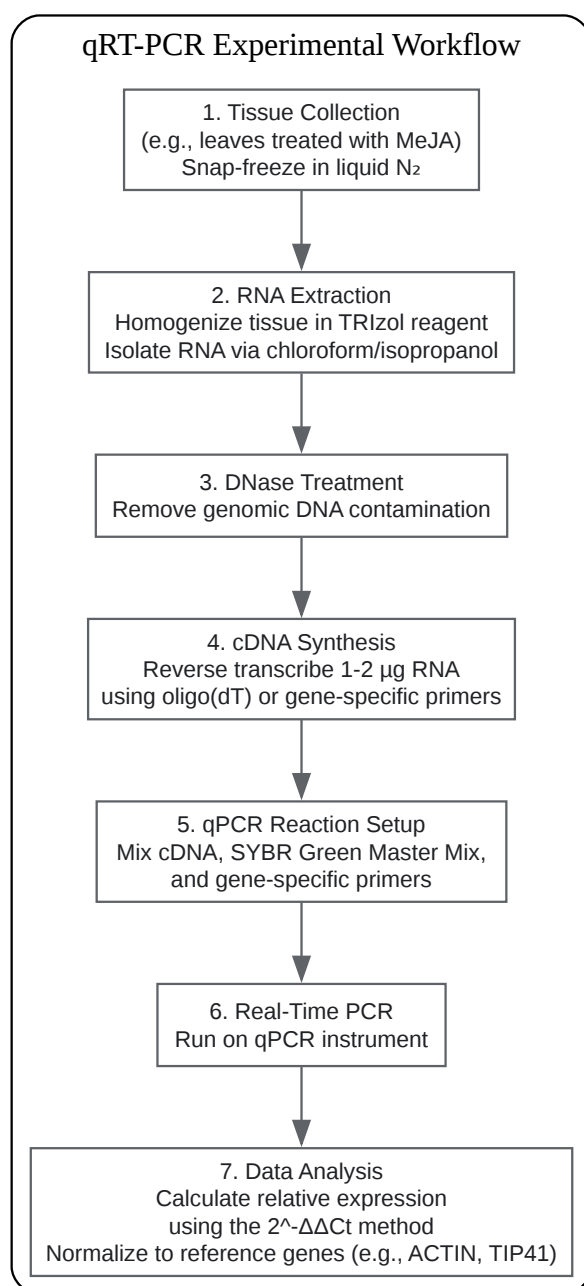 qRT-PCR Experimental Workflow
1. Tissue Collection
(e.g., leaves treated with MeJA)
Snap-freeze in liquid N₂
2. RNA Extraction
Homogenize tissue in TRIzol reagent
Isolate RNA via chloroform/isopropanol
3. DNase Treatment
Remove genomic DNA contamination
4. cDNA Synthesis
Reverse transcribe 1-2 µg RNA
using oligo(dT) or gene-specific primers
5. qPCR Reaction Setup
Mix cDNA, SYBR Green Master Mix,
and gene-specific primers
6. Real-Time PCR
Run on qPCR instrument
7. Data Analysis
Calculate relative expression
using the 2^-ΔΔCt method
Normalize to reference genes (e.g., ACTIN, TIP41)